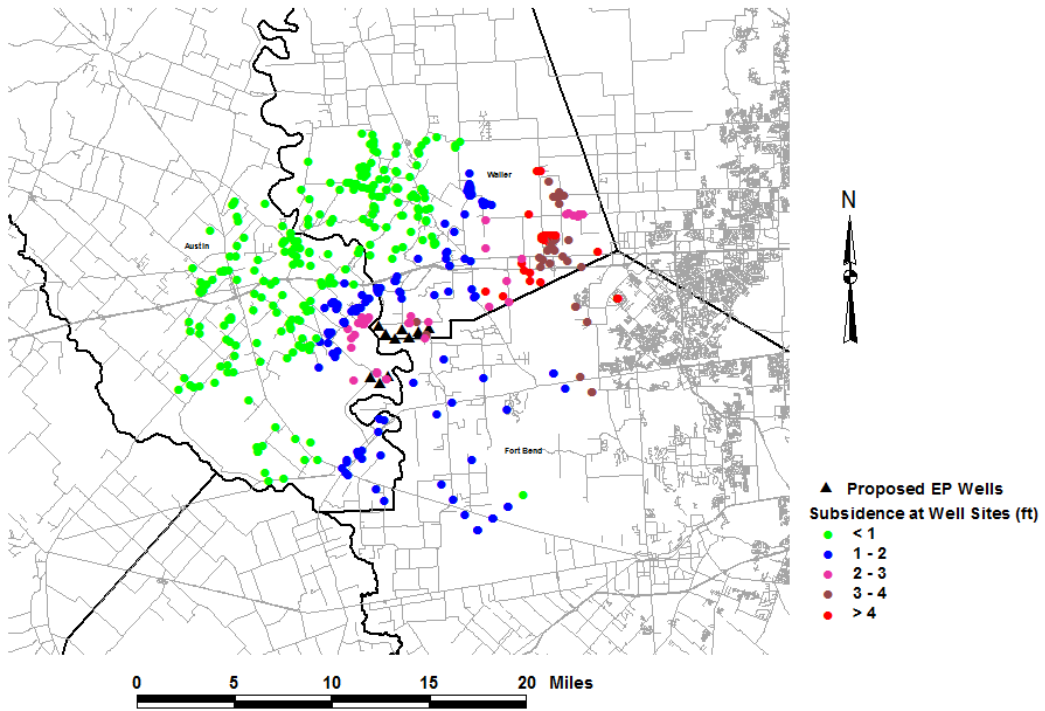 Waller
N
Austin
Fort Bend
Proposed EP Wells
Subsidence at Well Sites (ft)
< 1
1 - 2
2 - 3
3 - 4
> 4
0 5 10 15 20 Miles